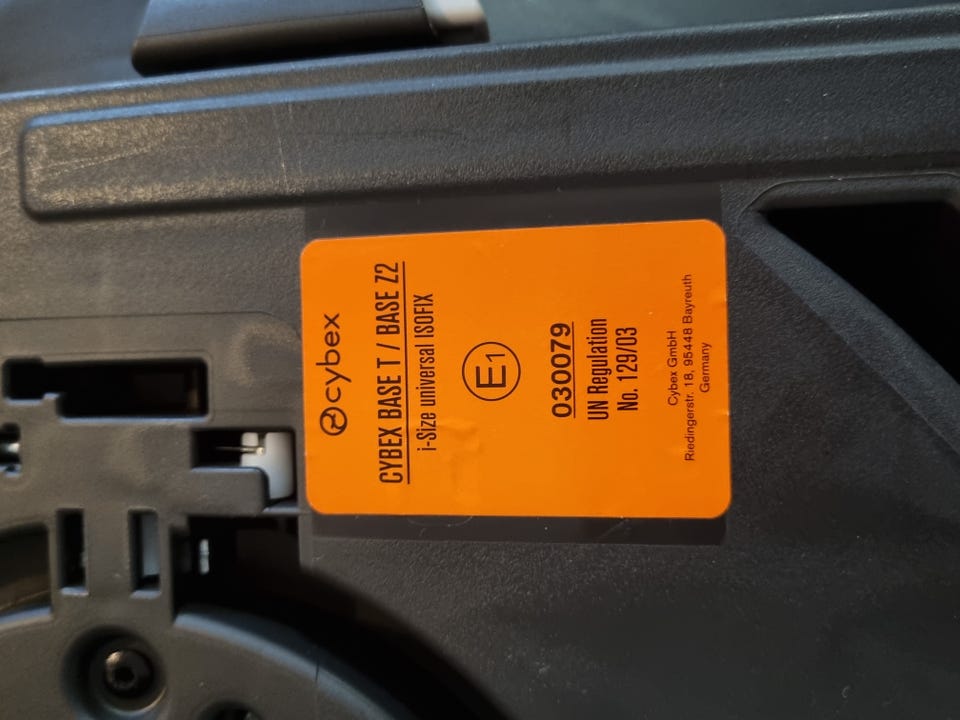 cybex
CYBEX BASE T / BASE Z2
i-Size universal ISOFIX
E1
030079
UN Regulation
No. 129/03
Cybex GmbH
Riedingerstr. 18, 95448 Bayreuth
Germany